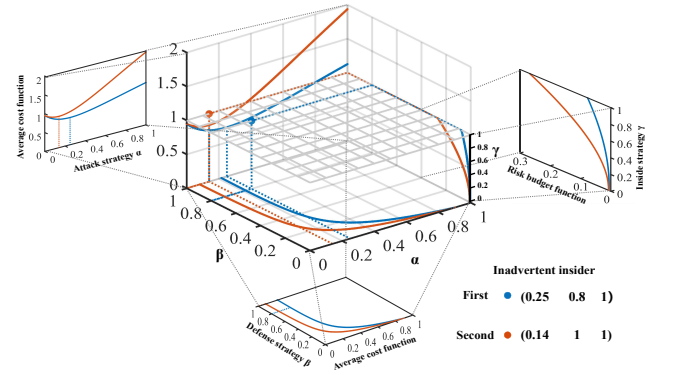 Average cost function
2
1.5
1
0.5
0
0 0.2 0.4 0.6 0.8 1
Attack strategy α
2
1.5
1
0.5
0
1 0.8 0.6 0.4 0.2 0
β
0 0.2 0.4 0.6 0.8 1
α
1
0.8
0.6
0.4
0.2
0
γ
0.3 0.2 0.1 0
Risk budget function
1
0.8
0.6
0.4
0.2
0
Inside strategy γ
1 0.8 0.6 0.4 0.2 0
Defense strategy β
0 0.2 0.4 0.6 0.8 1
Average cost function
Inadvertent insider
First (0.25 0.8 1)
Second (0.14 1 1)